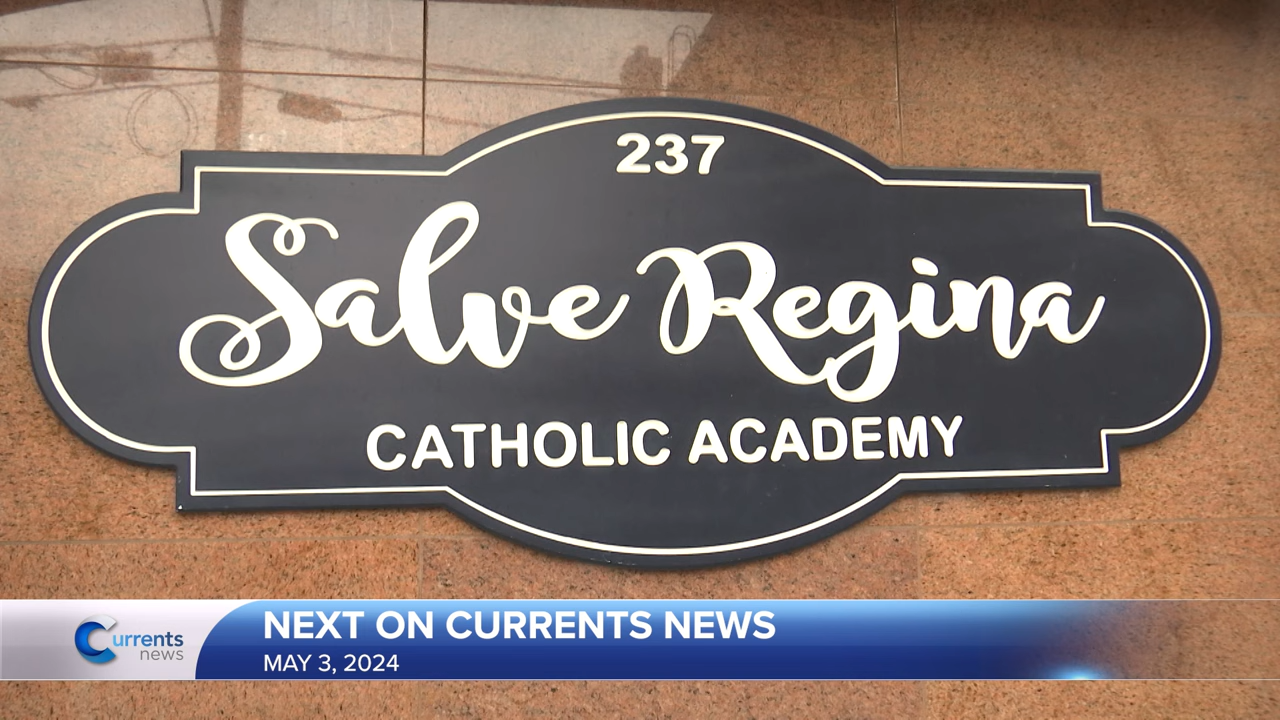 237
Salve Regina
CATHOLIC ACADEMY
Currents
news
NEXT ON CURRENTS NEWS
MAY 3, 2024